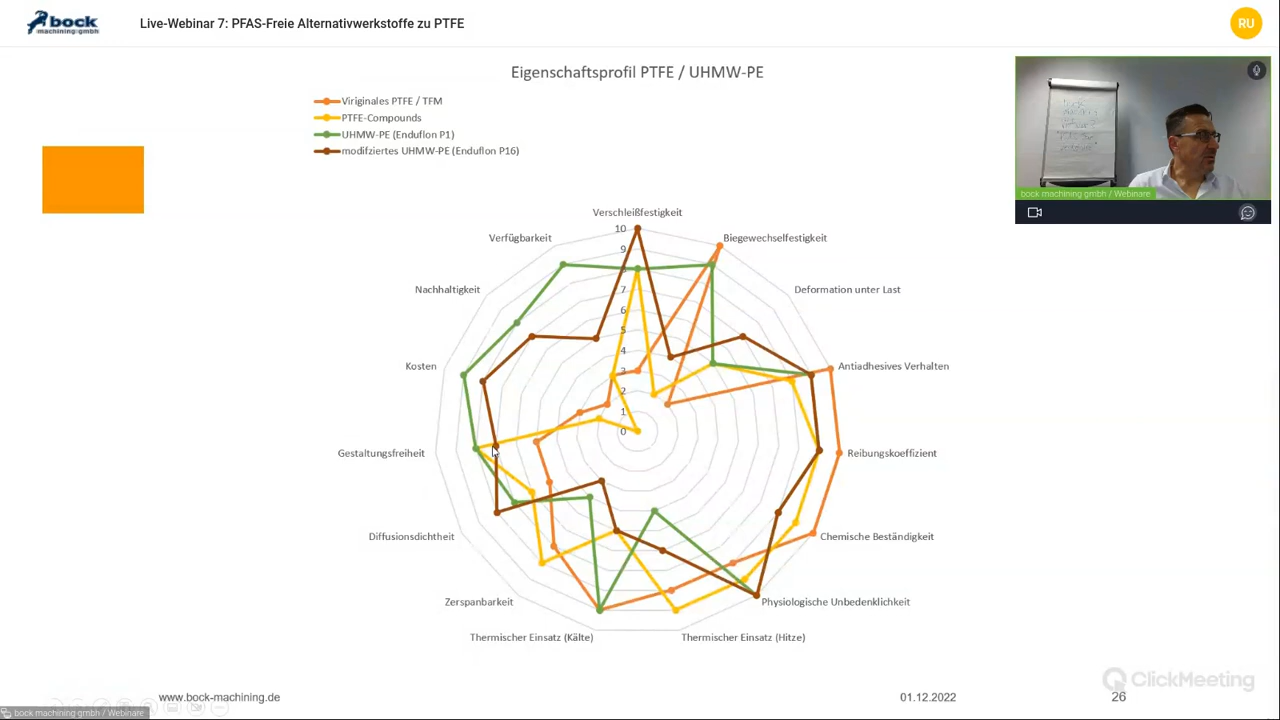 bock
machining gmbh
Live-Webinar 7: PFAS-Freie Alternativwerkstoffe zu PTFE
RU
Eigenschaftsprofil PTFE / UHMW-PE
Viriginales PTFE / TFM
PTFE-Compounds
UHMW-PE (Enduflon P1)
modifziertes UHMW-PE (Enduflon P16)
bock machining gmbh / Webinare
Verschleißfestigkeit
Biegewechselfestigkeit
Deformation unter Last
Antiadhesives Verhalten
Reibungskoeffizient
Chemische Beständigkeit
Physiologische Unbedenklichkeit
Thermischer Einsatz (Hitze)
Thermischer Einsatz (Kälte)
Zerspanbarkeit
Diffusionsdichtheit
Gestaltungsfreiheit
Kosten
Nachhaltigkeit
Verfügbarkeit
10
9
8
7
6
5
4
3
2
1
0
ClickMeeting
www.bock-machining.de
01.12.2022
26
bock machining gmbh / Webinare